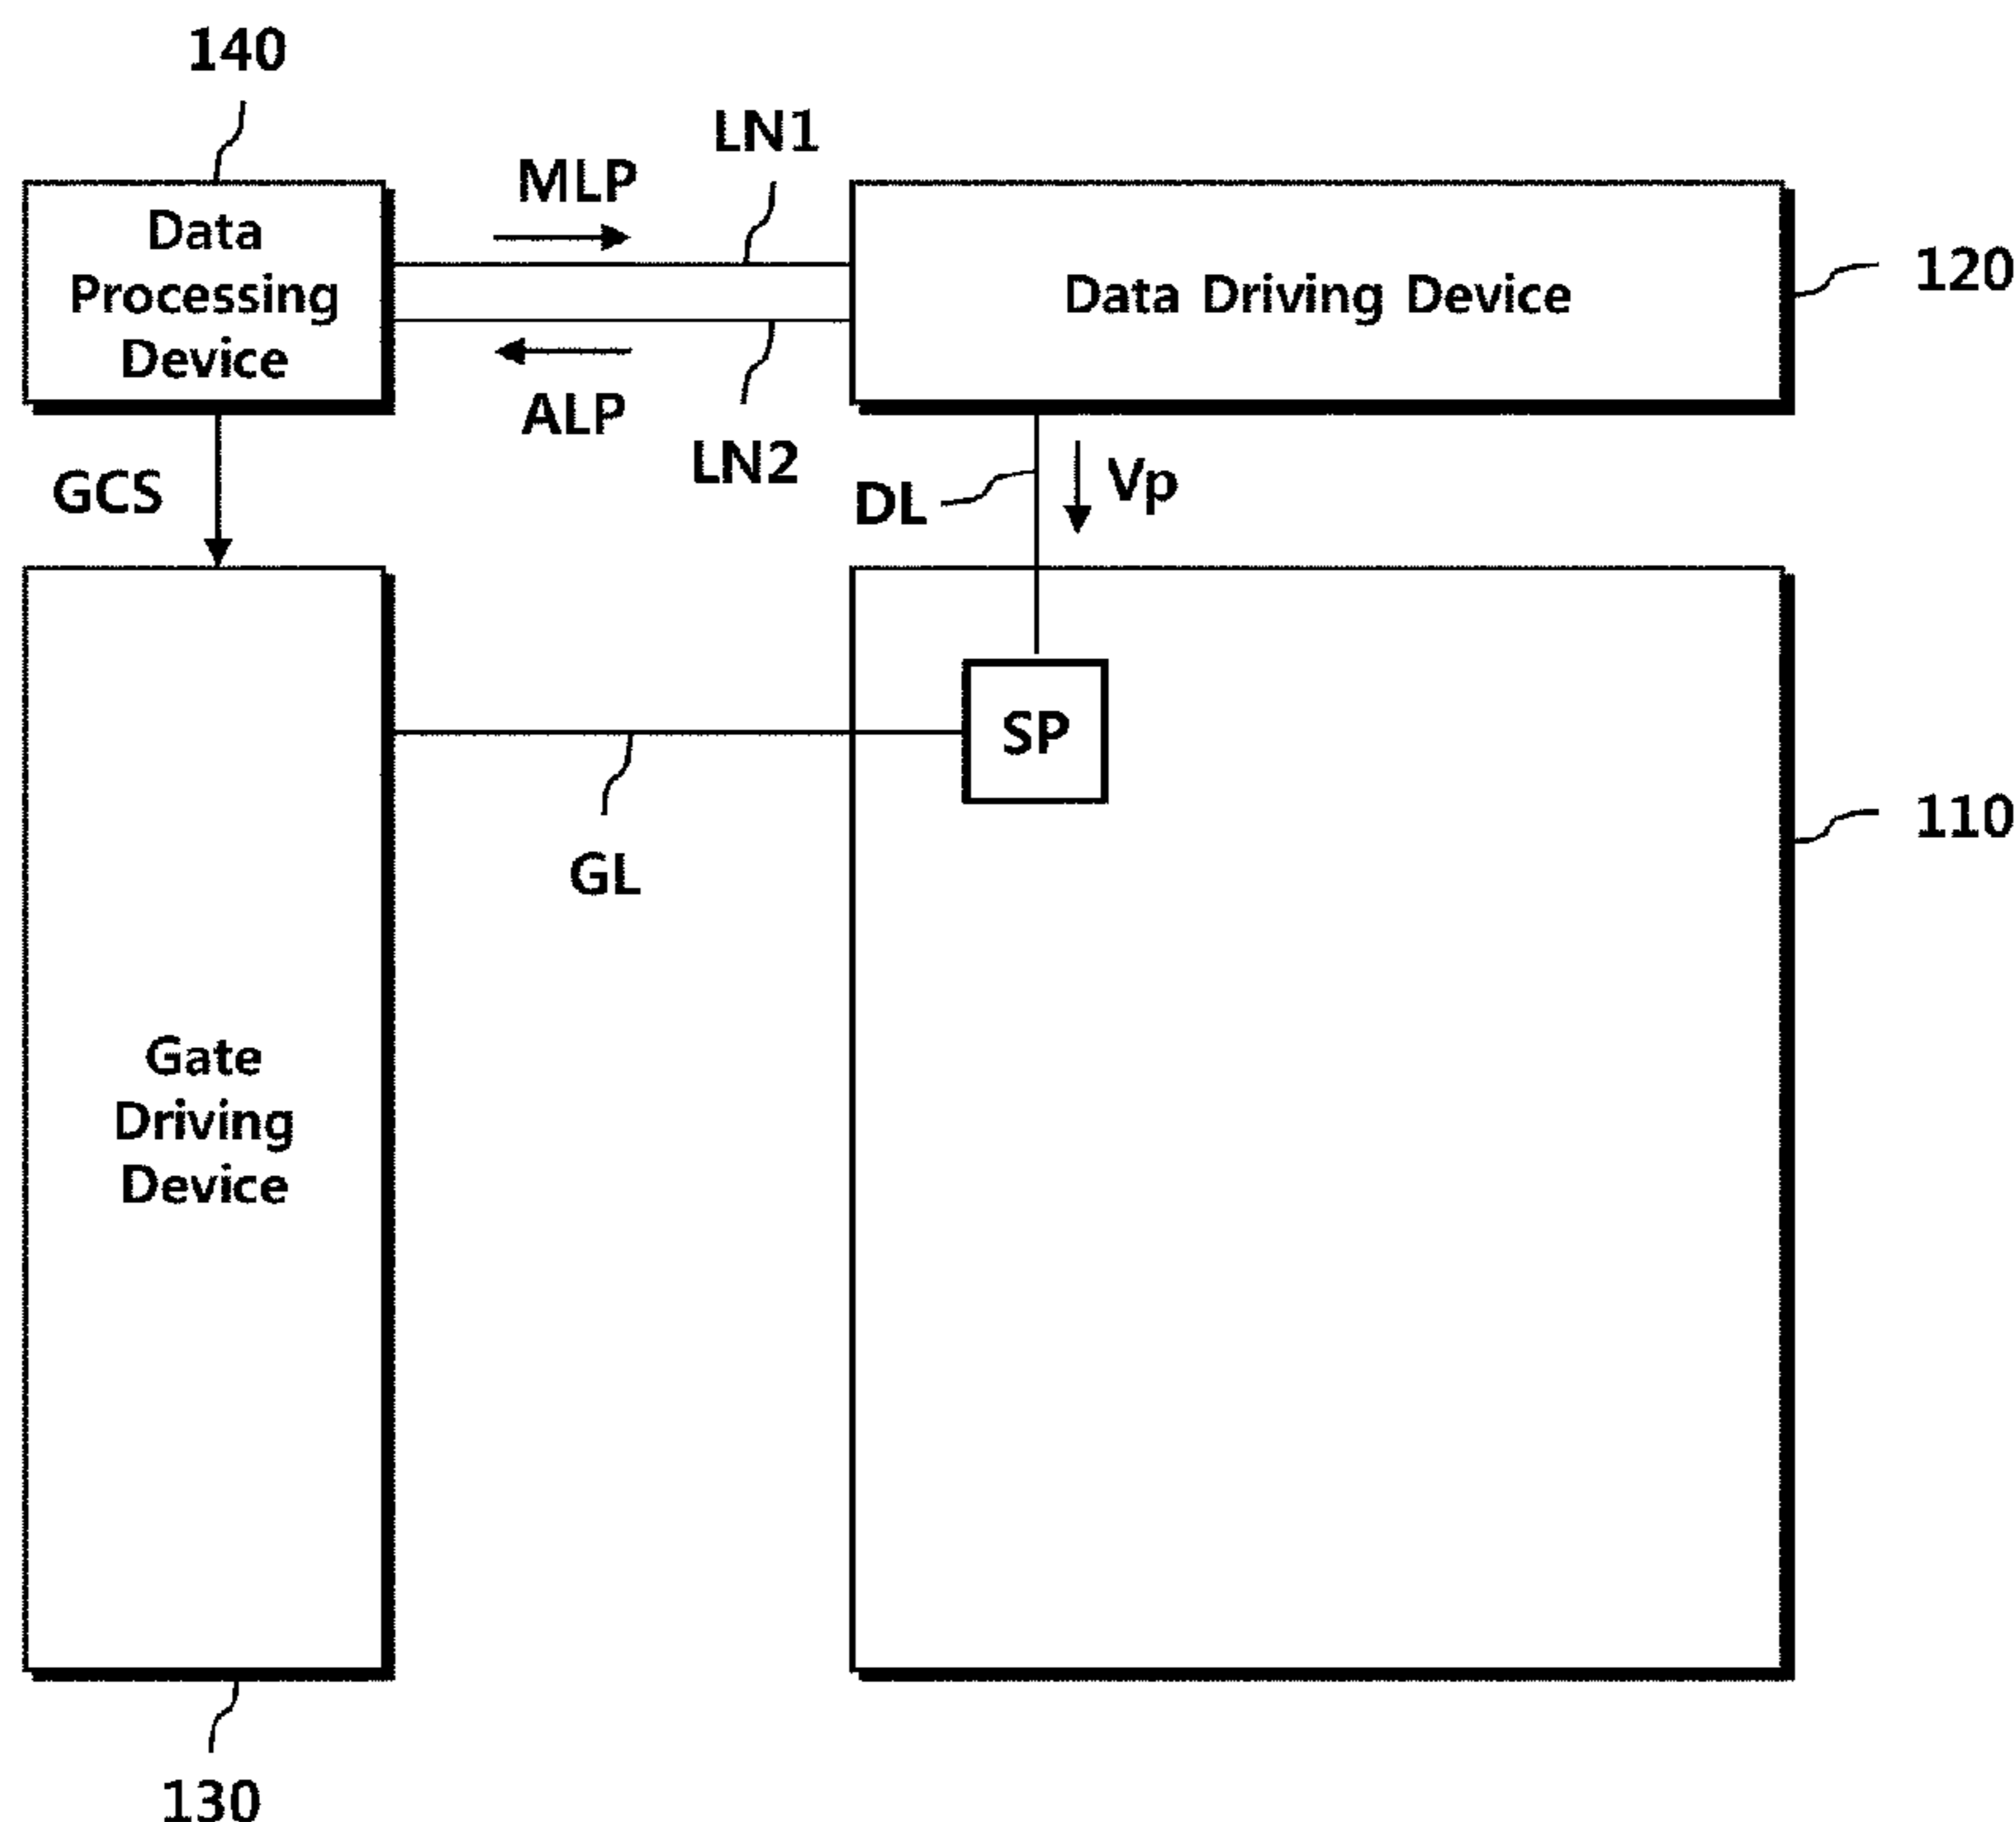 140
LN1
MLP
Data
Processing
Device
Data Driving Device
120
ALP
LN2
GCS
DL
Vp
SP
110
GL
Gate
Driving
Device
130